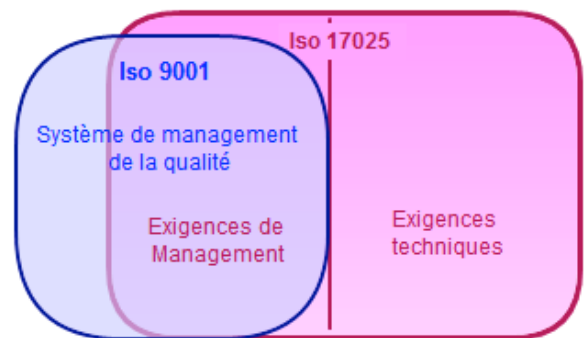 Iso 17025
Iso 9001
Système de management
de la qualité
Exigences de
Management
Exigences
techniques